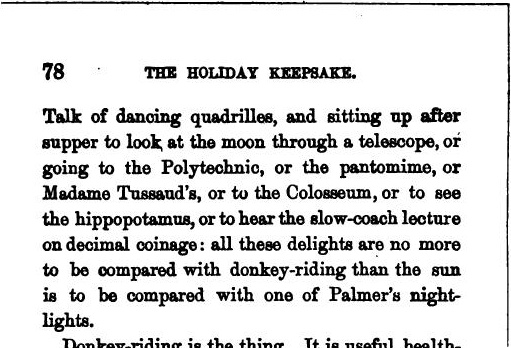 78 THE HOLIDAY KEEPSAKE.
Talk of dancing quadrilles, and sitting up after
supper to look at the moon through a telescope, or
going to the Polytechnic, or the pantomime, or
Madame Tussaud's, or to the Colosseum, or to see
the hippopotamus, or to hear the slow-coach lecture
on decimal coinage: all these delights are no more
to be compared with donkey-riding than the sun
is to be compared with one of Palmer's night-
lights.
Donkey-riding is the thing. It is useful, health-